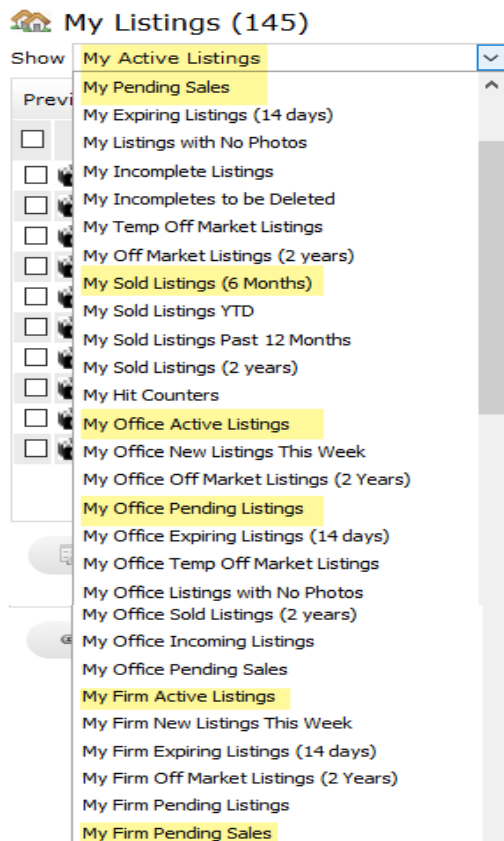 My Listings (145)
Show My Active Listings
Previ
My Pending Sales
My Expiring Listings (14 days)
My Listings with No Photos
My Incomplete Listings
My Incompletes to be Deleted
My Temp Off Market Listings
My Off Market Listings (2 years)
My Sold Listings (6 Months)
My Sold Listings YTD
My Sold Listings Past 12 Months
My Sold Listings (2 years)
My Hit Counters
My Office Active Listings
My Office New Listings This Week
My Office Off Market Listings (2 Years)
My Office Pending Listings
My Office Expiring Listings (14 days)
My Office Temp Off Market Listings
My Office Listings with No Photos
My Office Sold Listings (2 years)
My Office Incoming Listings
My Office Pending Sales
My Firm Active Listings
My Firm New Listings This Week
My Firm Expiring Listings (14 days)
My Firm Off Market Listings (2 Years)
My Firm Pending Listings
My Firm Pending Sales